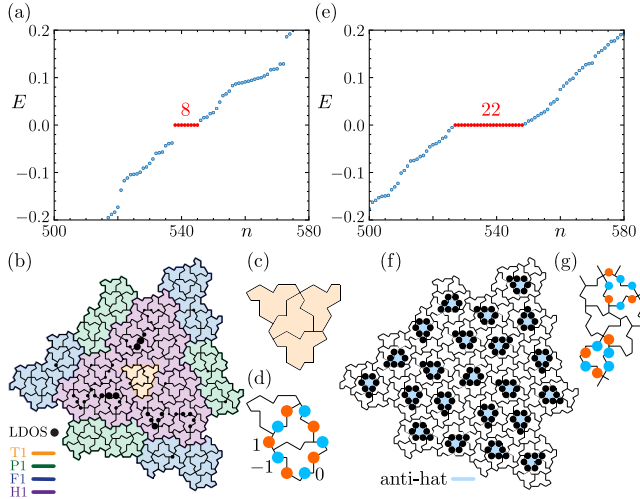 (a)
(e)
0.2
0.1
E
0.0
−0.1
−0.2
8
500
540
n
580
0.2
0.1
E
0.0
−0.1
−0.2
22
500
540
n
580
(b)
(c)
(f)
(g)
(d)
1
−1
0
LDOS
T1
P1
F1
H1
anti-hat